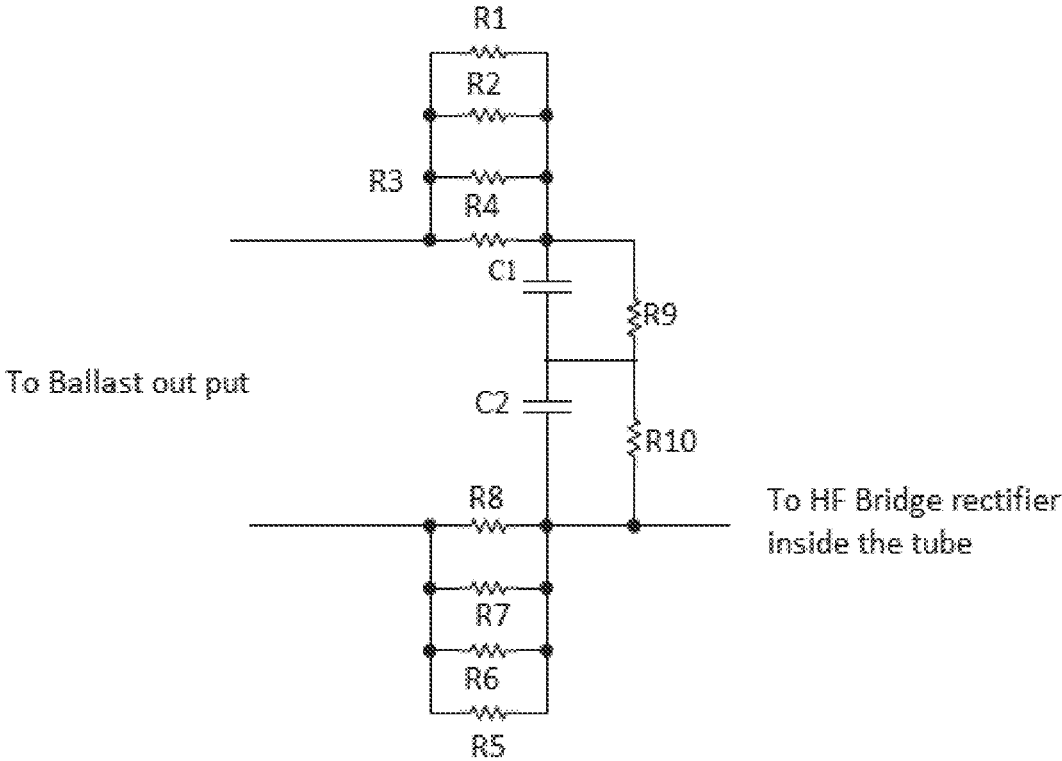 R1
R2
R3
R4
C1
R9
To Ballast out put
C2
R10
R8
To HF Bridge rectifier
inside the tube
R7
R6
R5